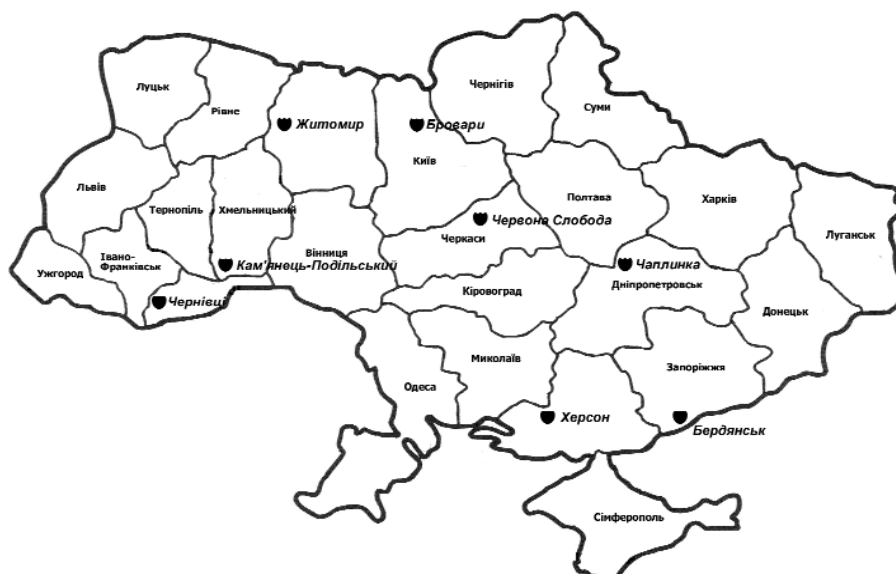 Луцьк
Рівне
Житомир
Чернігів
Суми
Бровари
Київ
Львів
Тернопіль
Хмельницький
Червона Слобода
Полтава
Харків
Черкаси
Вінниця
Луганськ
Ужгород
Івано-
Франківськ
Кам'янець-Подільський
Чаплинка
Чернівці
Кіровоград
Дніпропетровськ
Донецьк
Миколаїв
Запоріжжя
Одеса
Херсон
Бердянськ
Сімферополь